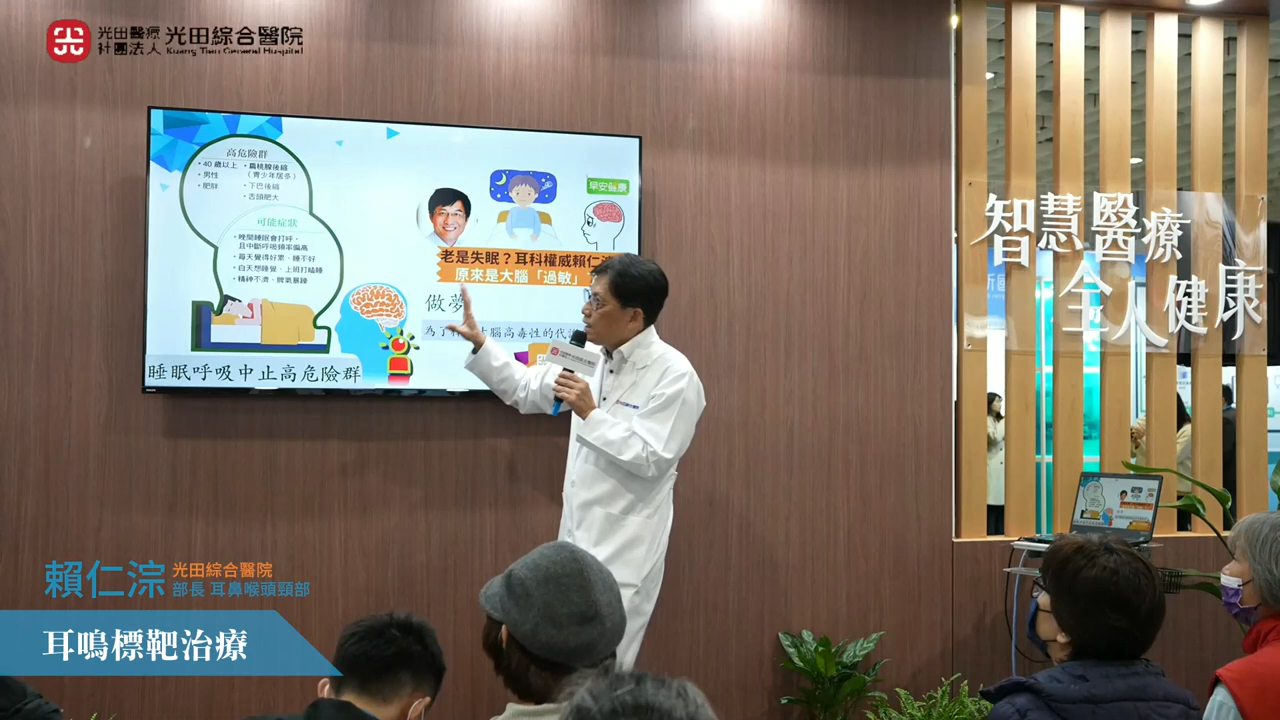 光田醫療
社團法人
光田綜合醫院
Kuang Tien General Hospital
高危險群
• 40 歲以上
• 男性
• 肥胖
• 扁桃腺後縮
（青少年居多）
• 下巴後縮
• 舌頭肥大
可能症狀
• 晚間睡眠會打呼，
且中斷呼吸頻率偏高
• 每天覺得好累、睡不好
• 白天想睡覺、上班打瞌睡
• 精神不濟、脾氣暴躁
睡眠呼吸中止高危險群
早安健康
老是失眠？耳科權威賴仁淙
原來是大腦「過敏」
做夢
為了
大腦高毒性的代
智慧醫療
全人健康
賴仁淙
光田綜合醫院
部長 耳鼻喉頭頸部
耳鳴標靶治療